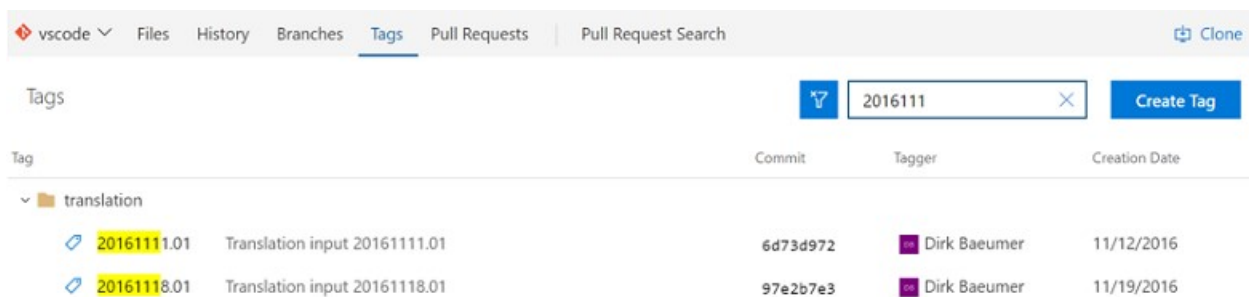 vscode Files History Branches Tags Pull Requests Pull Request Search Clone
Tags 2016111 Create Tag
Tag Commit Tagger Creation Date
translation
20161111.01 Translation input 20161111.01 6d73d972 Dirk Baeumer 11/12/2016
20161118.01 Translation input 20161118.01 97e2b7e3 Dirk Baeumer 11/19/2016